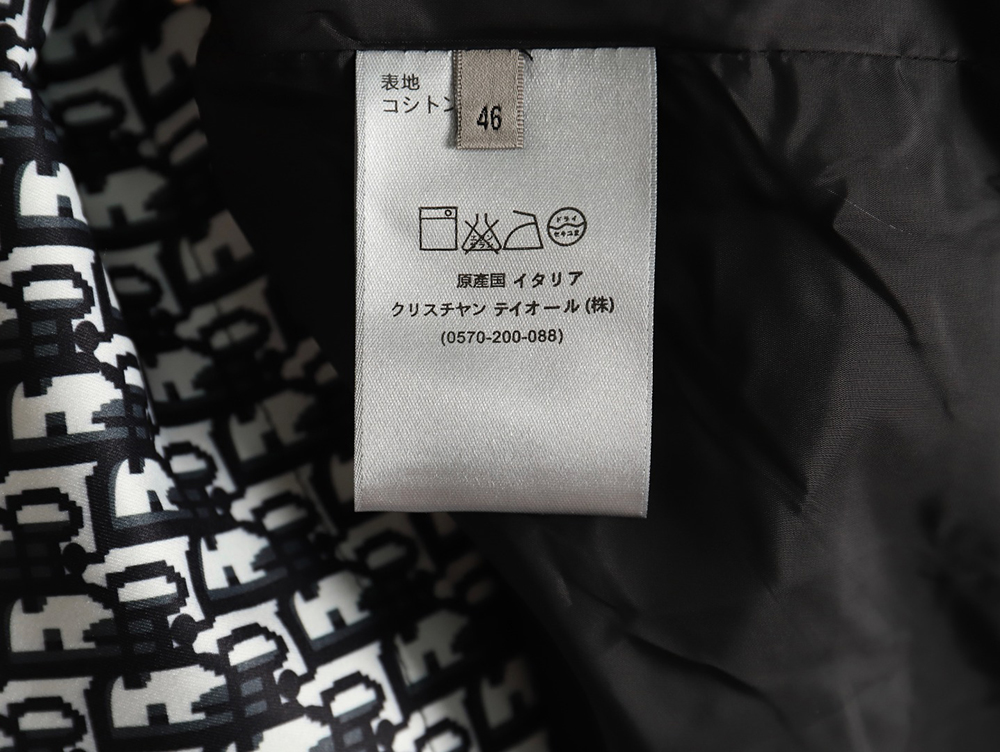 表地
コシトン
46
ドライ
セキユ系
原産国 イタリア
クリスチヤン テイオール (株)
(0570-200-088)